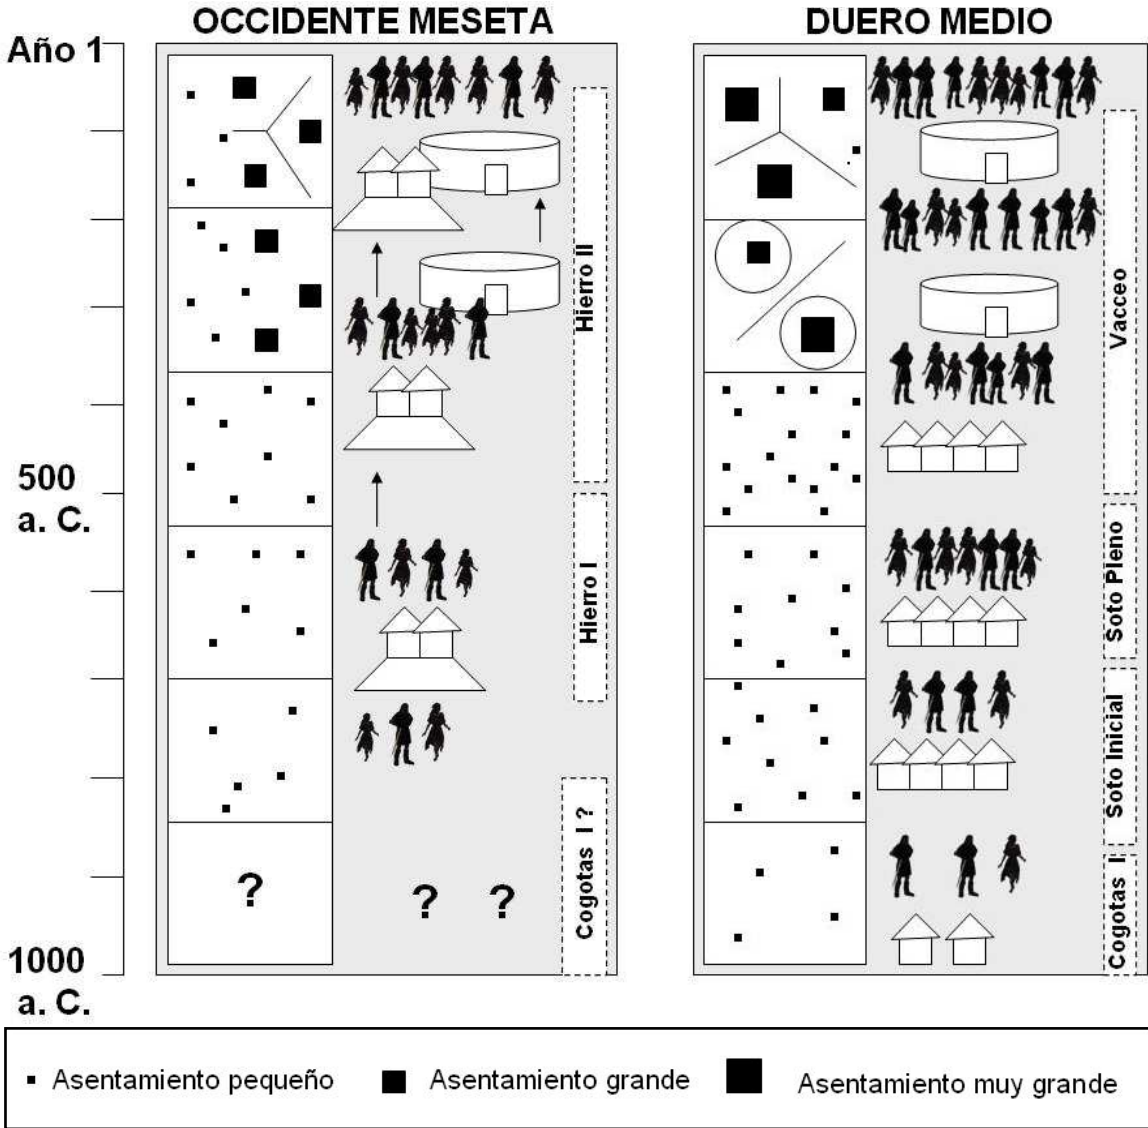 OCCIDENTE MESETA
DUERO MEDIO
Año 1
500
a. C.
1000
a. C.
Hierro II
Hierro I
Cogotas I ?
?
? ?
Vacceo
Soto Pleno
Soto Inicial
Cogotas I
Asentamiento pequeño
Asentamiento grande
Asentamiento muy grande